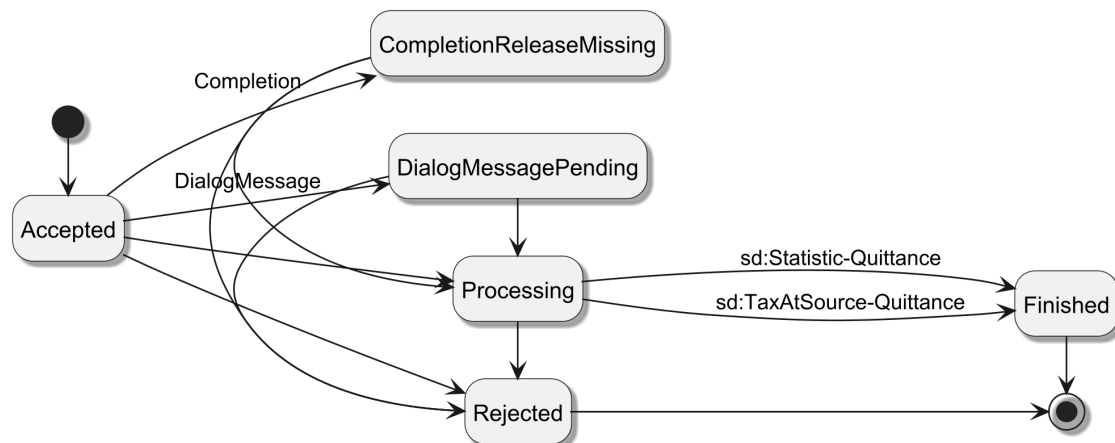 CompletionReleaseMissing
Completion
DialogMessagePending
DialogMessage
Accepted
sd:Statistic-Quittance
Processing
sd:TaxAtSource-Quittance
Finished
Rejected